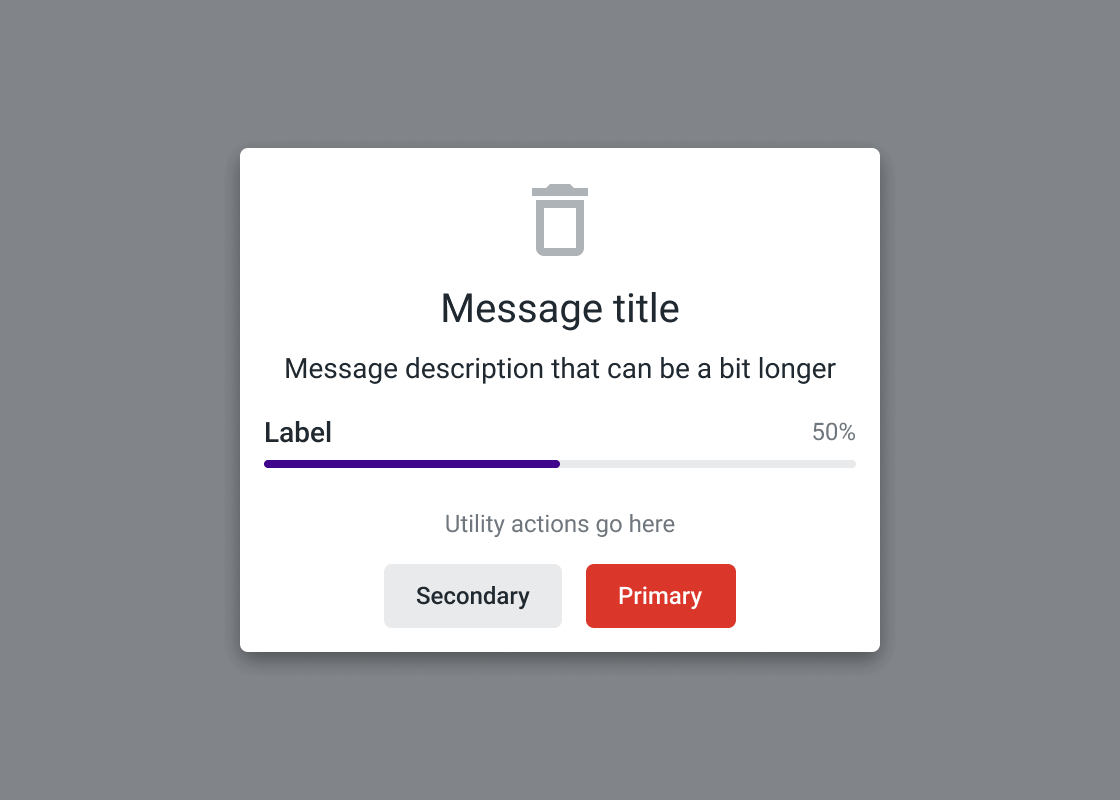 Message title
Message description that can be a bit longer
Label 50%
Utility actions go here
Secondary Primary